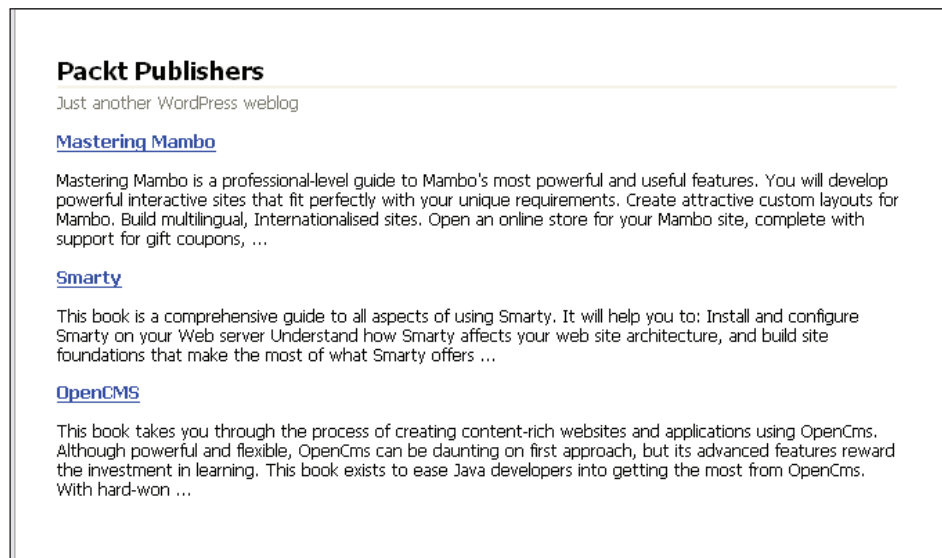 Packt Publishers
Just another WordPress weblog
Mastering Mambo
Mastering Mambo is a professional-level guide to Mambo's most powerful and useful features. You will develop
powerful interactive sites that fit perfectly with your unique requirements. Create attractive custom layouts for
Mambo. Build multilingual, Internationalised sites. Open an online store for your Mambo site, complete with
support for gift coupons, ...
Smarty
This book is a comprehensive guide to all aspects of using Smarty. It will help you to: Install and configure
Smarty on your Web server Understand how Smarty affects your web site architecture, and build site
foundations that make the most of what Smarty offers ...
OpenCMS
This book takes you through the process of creating content-rich websites and applications using OpenCms.
Although powerful and flexible, OpenCms can be daunting on first approach, but its advanced features reward
the investment in learning. This book exists to ease Java developers into getting the most from OpenCms.
With hard-won ...